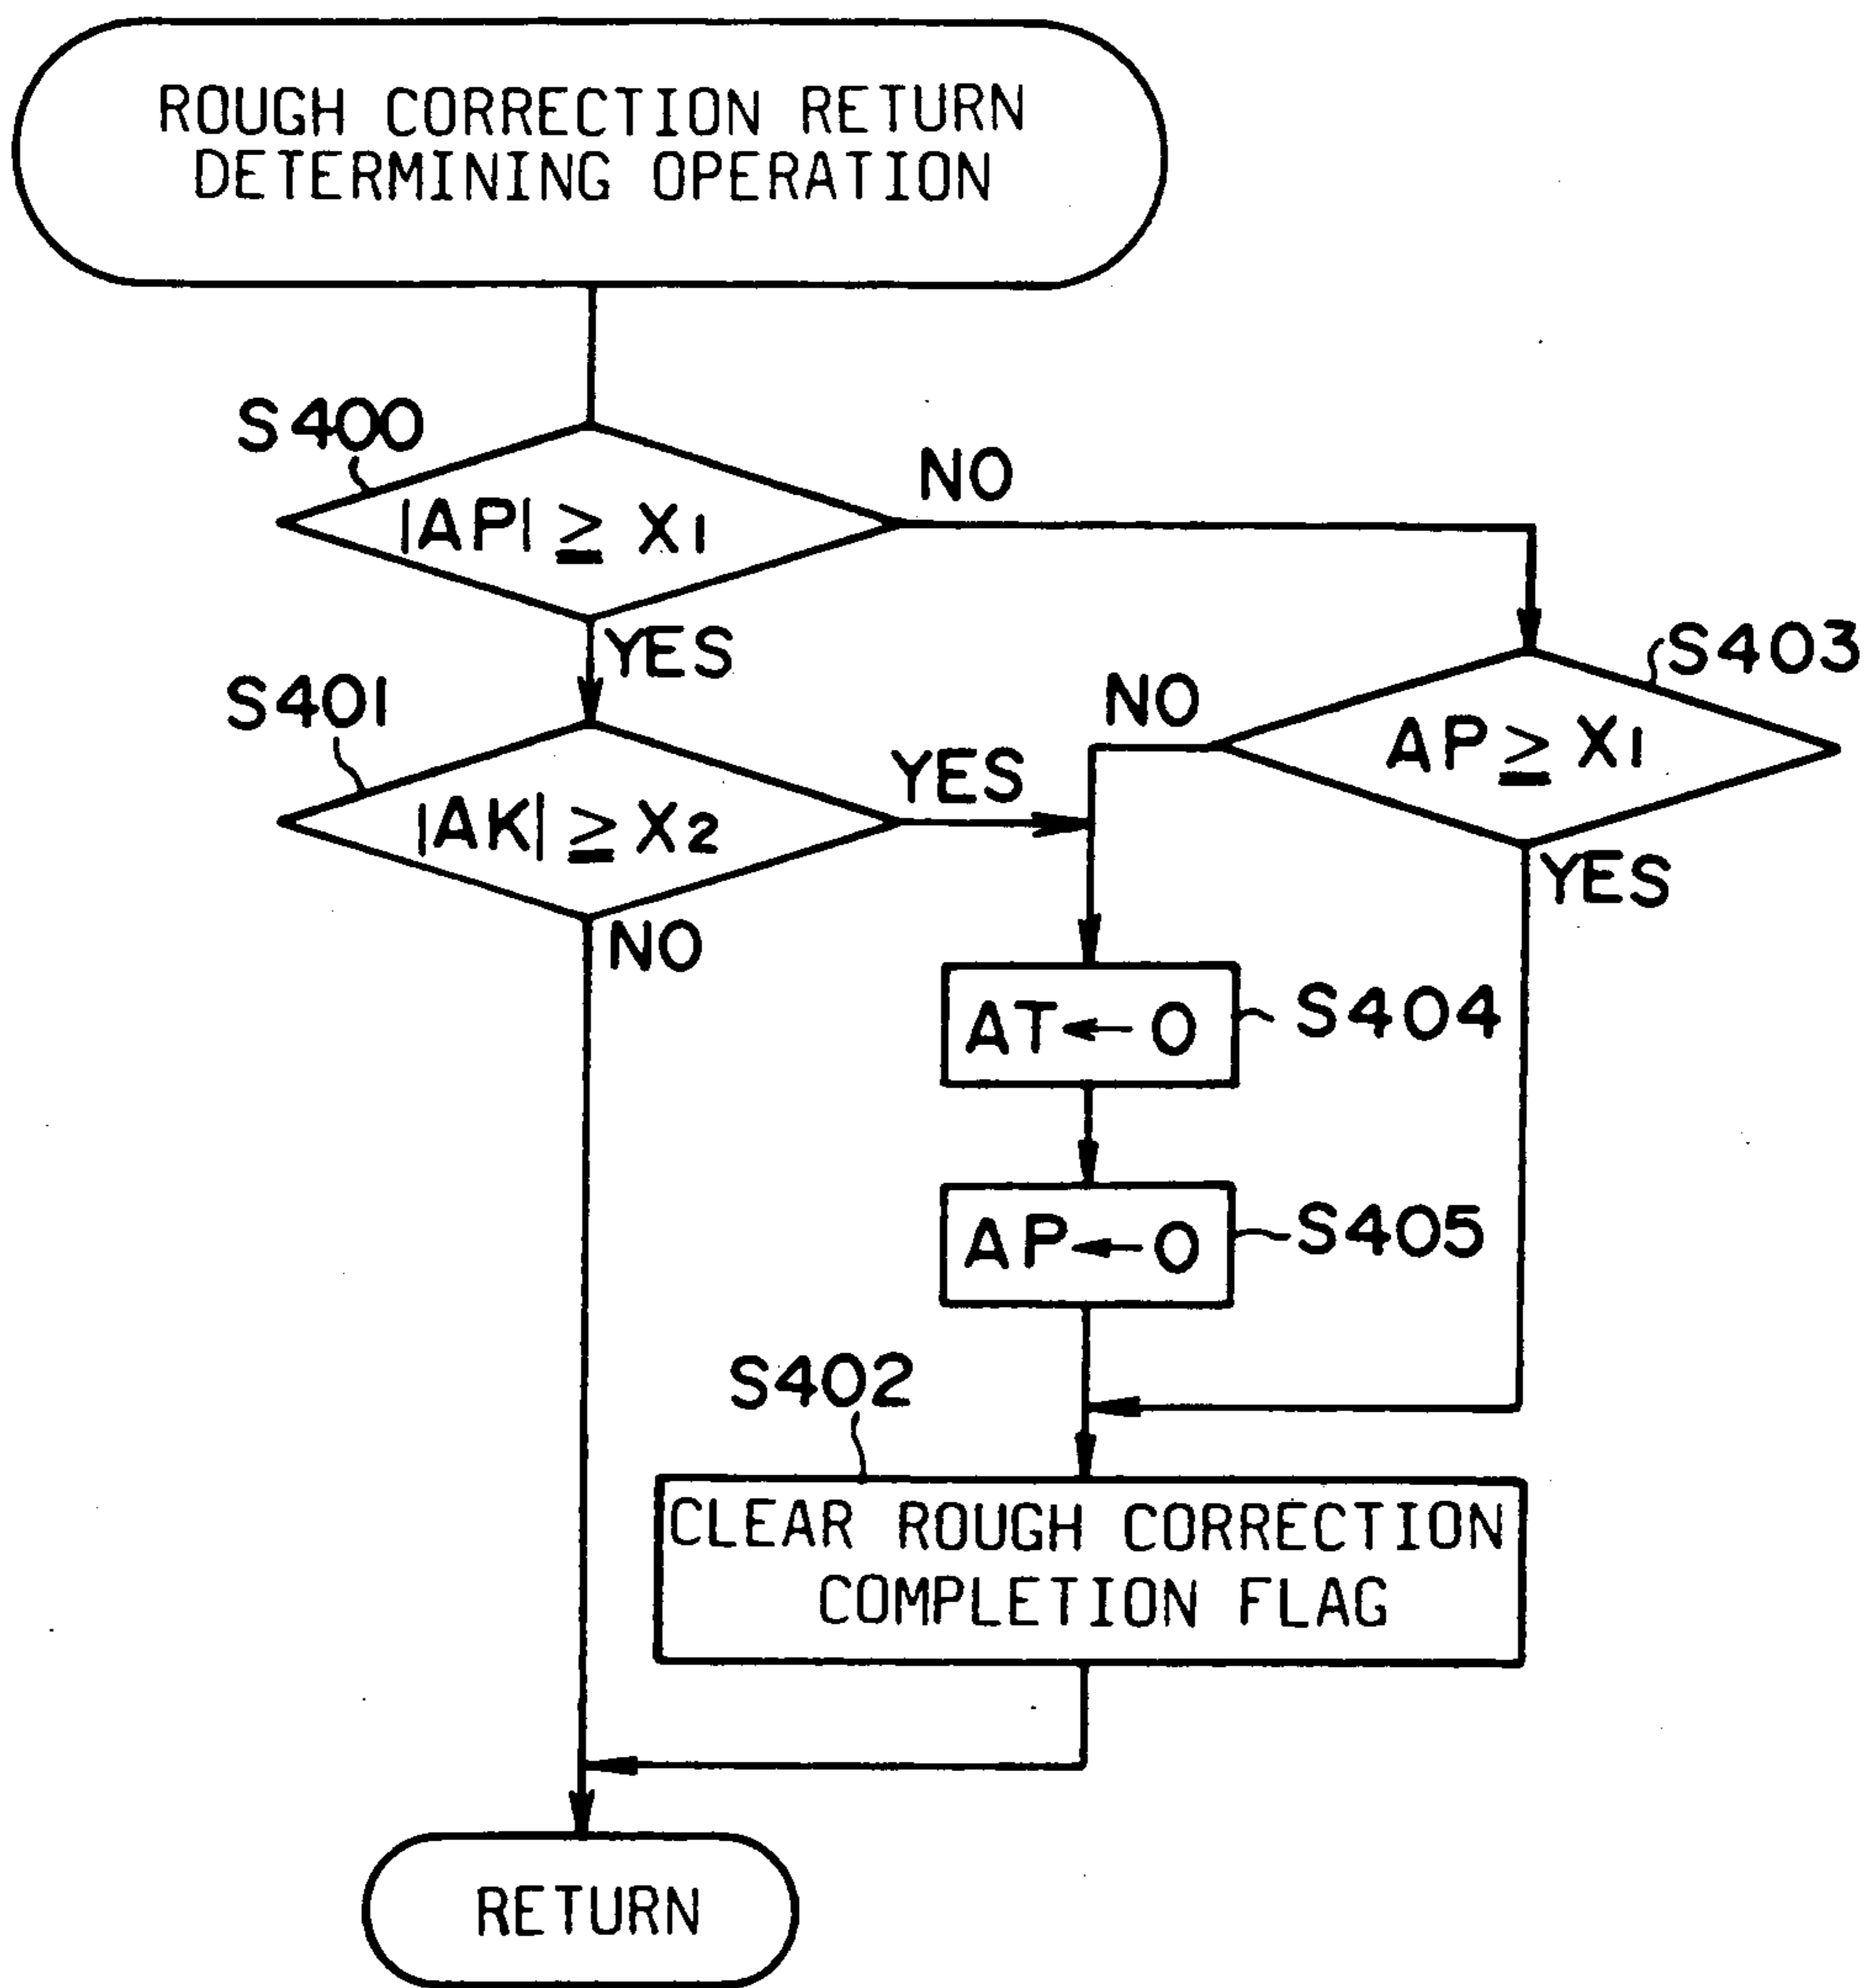 ROUGH CORRECTION RETURN
DETERMINING OPERATION
S400
|AP| ≧ X1
NO
YES
S401
|AK| ≧ X2
YES
NO
S403
AP ≧ X1
NO
YES
AT ← 0
S404
AP ← 0
S405
S402
CLEAR ROUGH CORRECTION
COMPLETION FLAG
RETURN